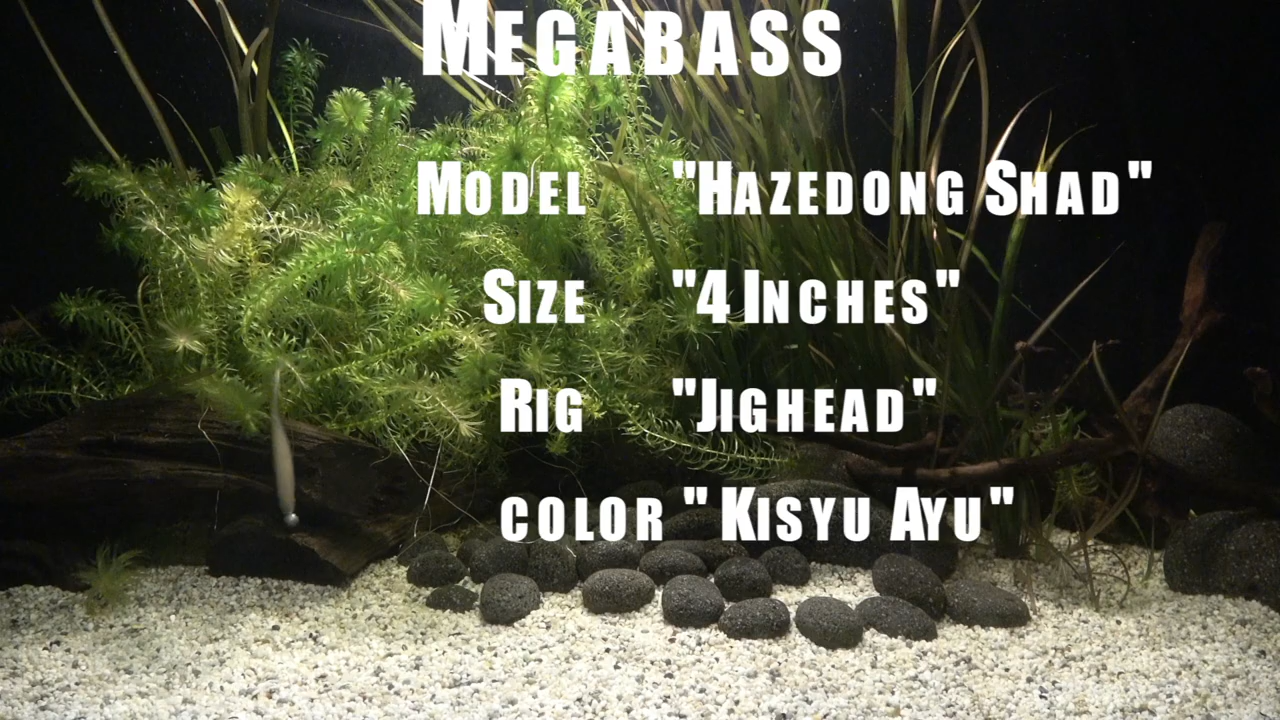 MEGABASS
MODEL "HAZEDONG SHAD"
SIZE "4 INCHES"
RIG "JIGHEAD"
COLOR "KISYU AYU"